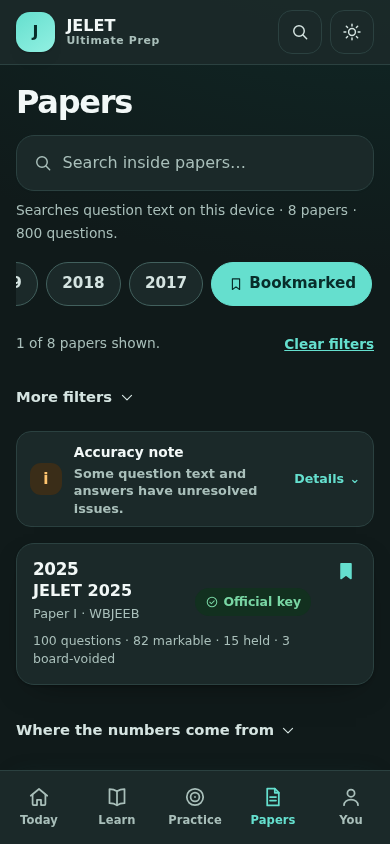 J
JELET
Ultimate Prep
Papers
Search inside papers...
Searches question text on this device · 8 papers ·
800 questions.
9
2018
2017
Bookmarked
1 of 8 papers shown.
Clear filters
More filters
i
Accuracy note
Some question text and
answers have unresolved
issues.
Details
2025
JELET 2025
Paper I · WBJEEB
Official key
100 questions · 82 markable · 15 held · 3
board-voided
Where the numbers come from
Today
Learn
Practice
Papers
You